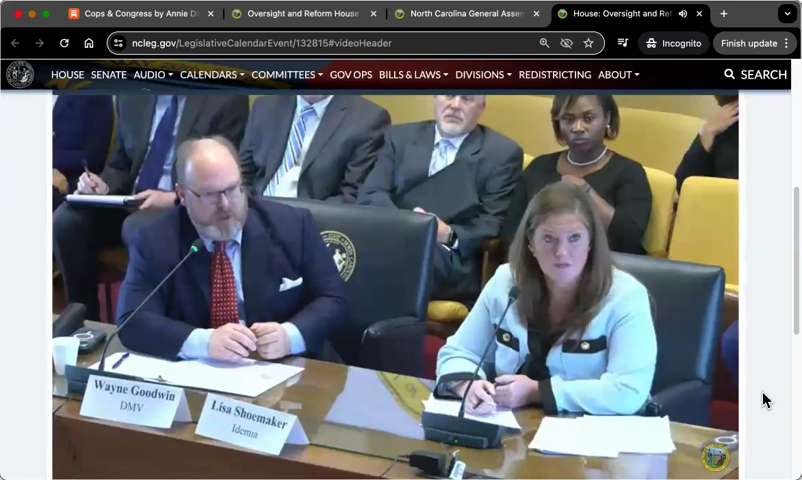 Cops & Congress by Annie D
Oversight and Reform House
North Carolina General Assem
House: Oversight and Ref
ncleg.gov/LegislativeCalendarEvent/132815#videoHeader
Incognito
Finish update
HOUSE SENATE AUDIO CALENDARS COMMITTEES GOV OPS BILLS & LAWS DIVISIONS REDISTRICTING ABOUT SEARCH
Wayne Goodwin
DMV
Lisa Shoemaker
Idemia